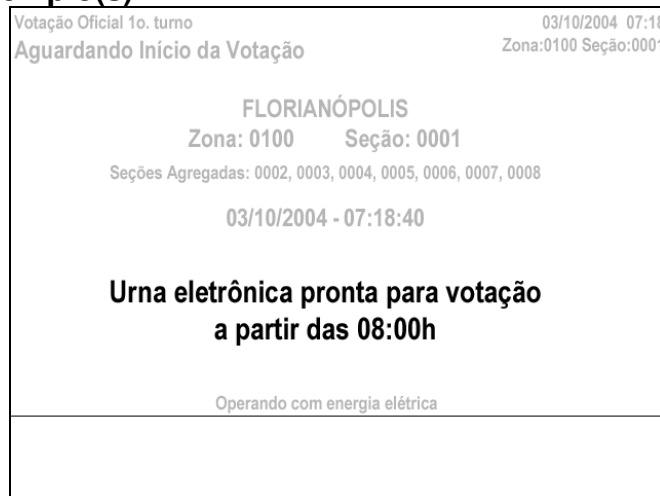 Votação Oficial 1o. turno 03/10/2004 07:18
Aguardando Início da Votação Zona:0100 Seção:0001
FLORIANÓPOLIS
Zona: 0100 Seção: 0001
Seções Agregadas: 0002, 0003, 0004, 0005, 0006, 0007, 0008
03/10/2004 - 07:18:40
Urna eletrônica pronta para votação
a partir das 08:00h
Operando com energia elétrica